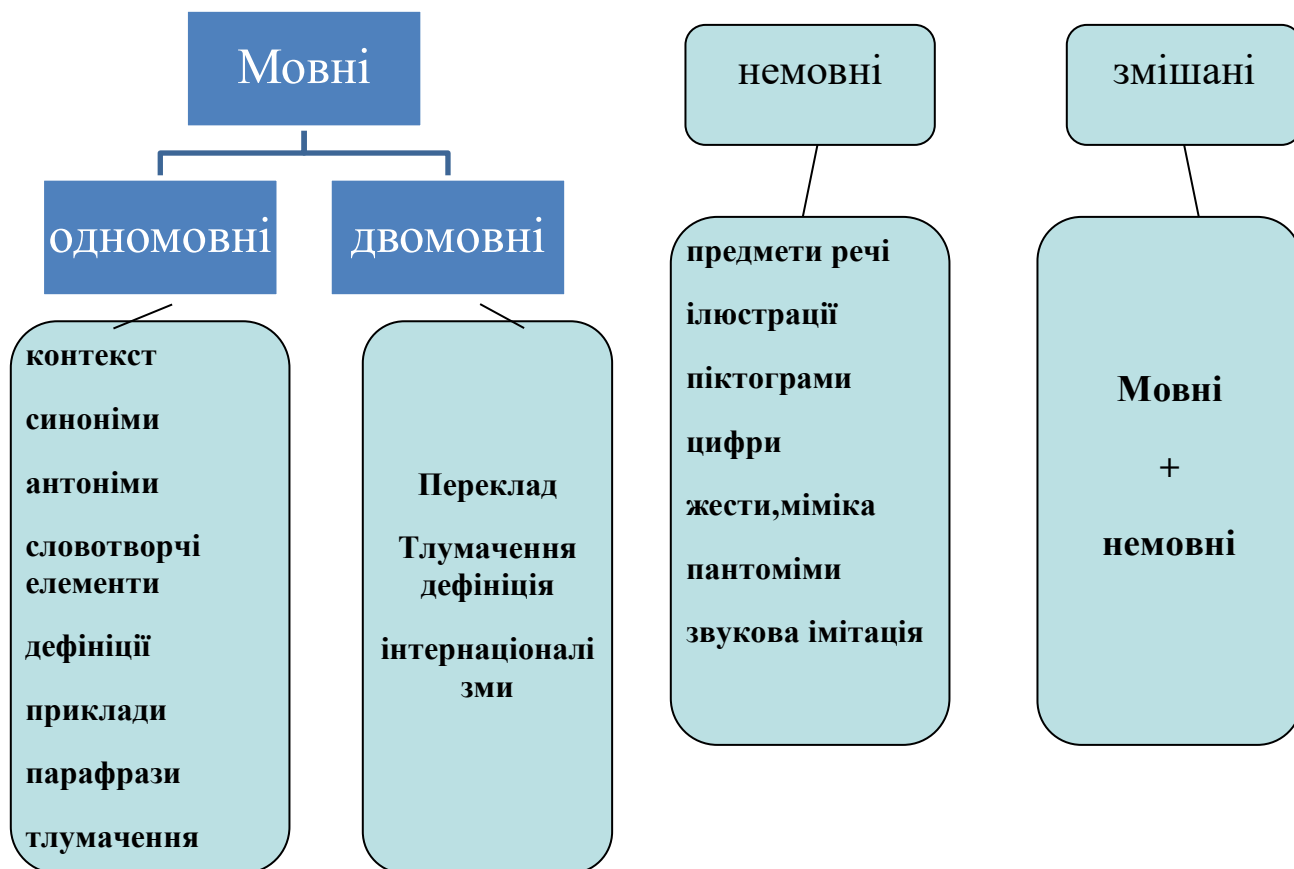 Мовні
одномовні
двомовні
контекст
синоніми
антоніми
словотворчі
елементи
дефініції
приклади
парафрази
тлумачення
Переклад
Тлумачення
дефініція
інтернаціоналі
зми
немовні
предмети речі
ілюстрації
піктограми
цифри
жести,міміка
пантоміми
звукова імітація
змішані
Мовні
+
немовні